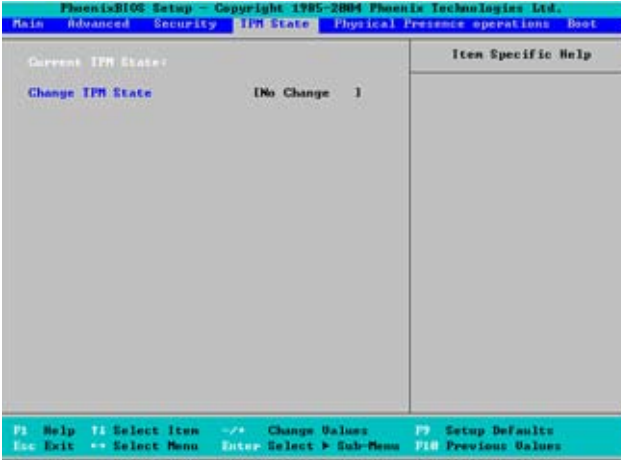 PhoenixBIOS Setup - Copyright 1985-2004 Phoenix Technologies Ltd.
Main Advanced Security TPM State Physical Presence operations Boot
Current TPM State:
Item Specific Help
Change TPM State [No Change ]
F1 Help ↑↓ Select Item -/+ Change Values F9 Setup Defaults
Esc Exit ↔ Select Menu Enter Select ▶ Sub-Menu F10 Previous Values